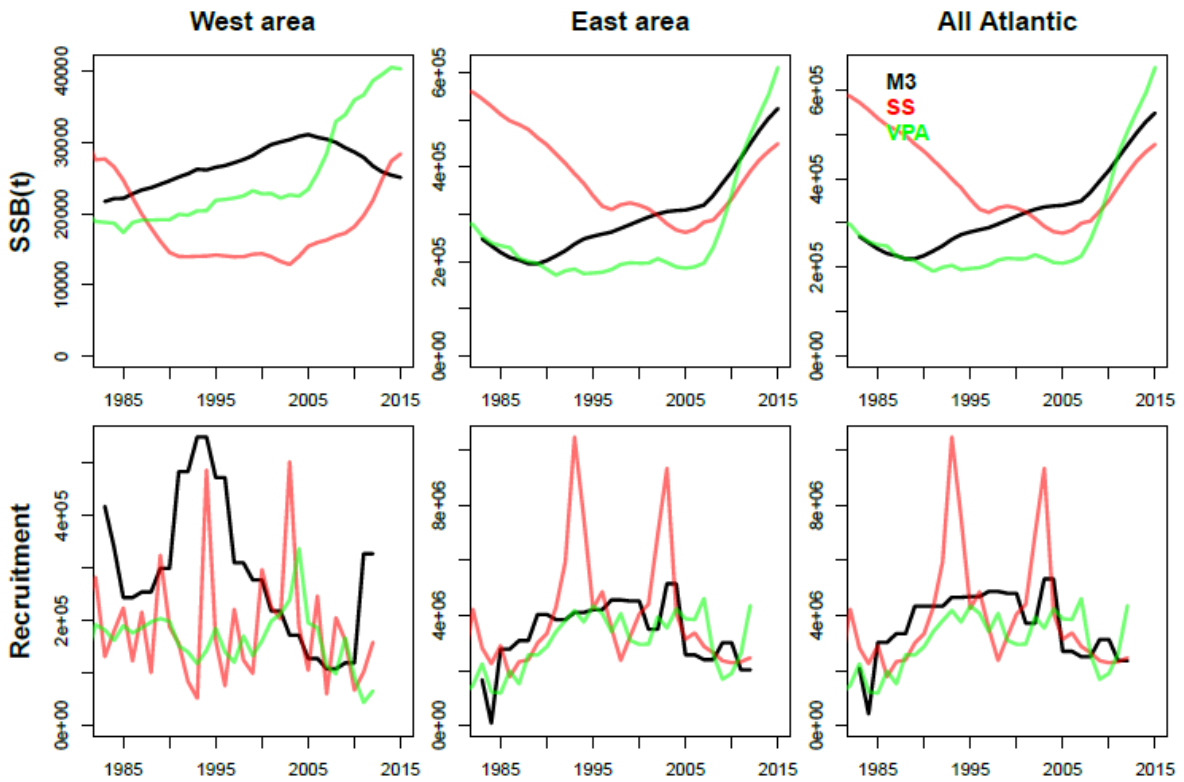 West area
East area
All Atlantic
SSB(t)
0
10000
20000
30000
40000
1985
1995
2005
2015
0e+00
2e+05
4e+05
6e+05
1985
1995
2005
2015
M3
SS
VPA
0e+00
2e+05
4e+05
6e+05
1985
1995
2005
2015
Recruitment
0e+00
2e+05
4e+05
1985
1995
2005
2015
0e+00
4e+06
8e+06
1985
1995
2005
2015
0e+00
4e+06
8e+06
1985
1995
2005
2015